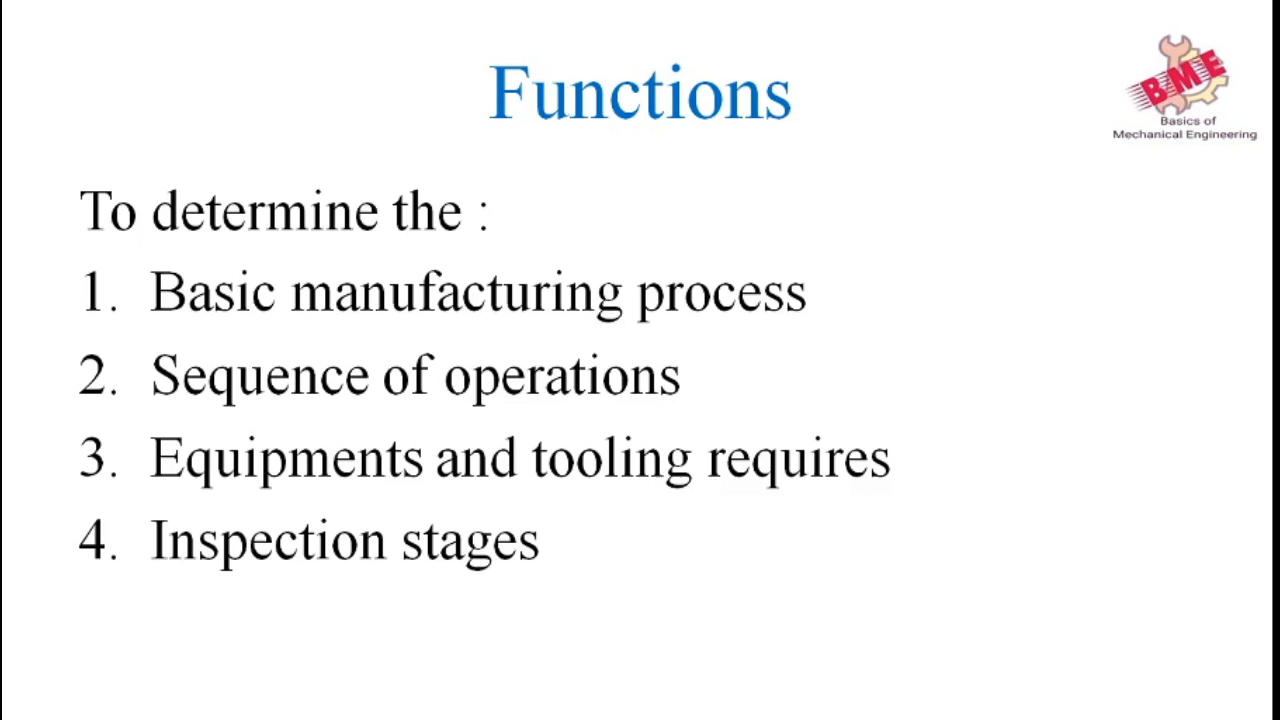 Functions
BME
Basics of
Mechanical Engineering
To determine the :
1. Basic manufacturing process
2. Sequence of operations
3. Equipments and tooling requires
4. Inspection stages